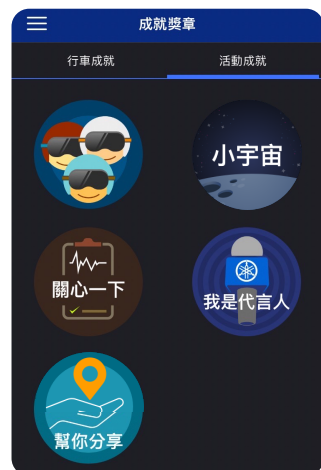 成就獎章
行車成就
活動成就
小宇宙
關心一下
我是代言人
幫你分享